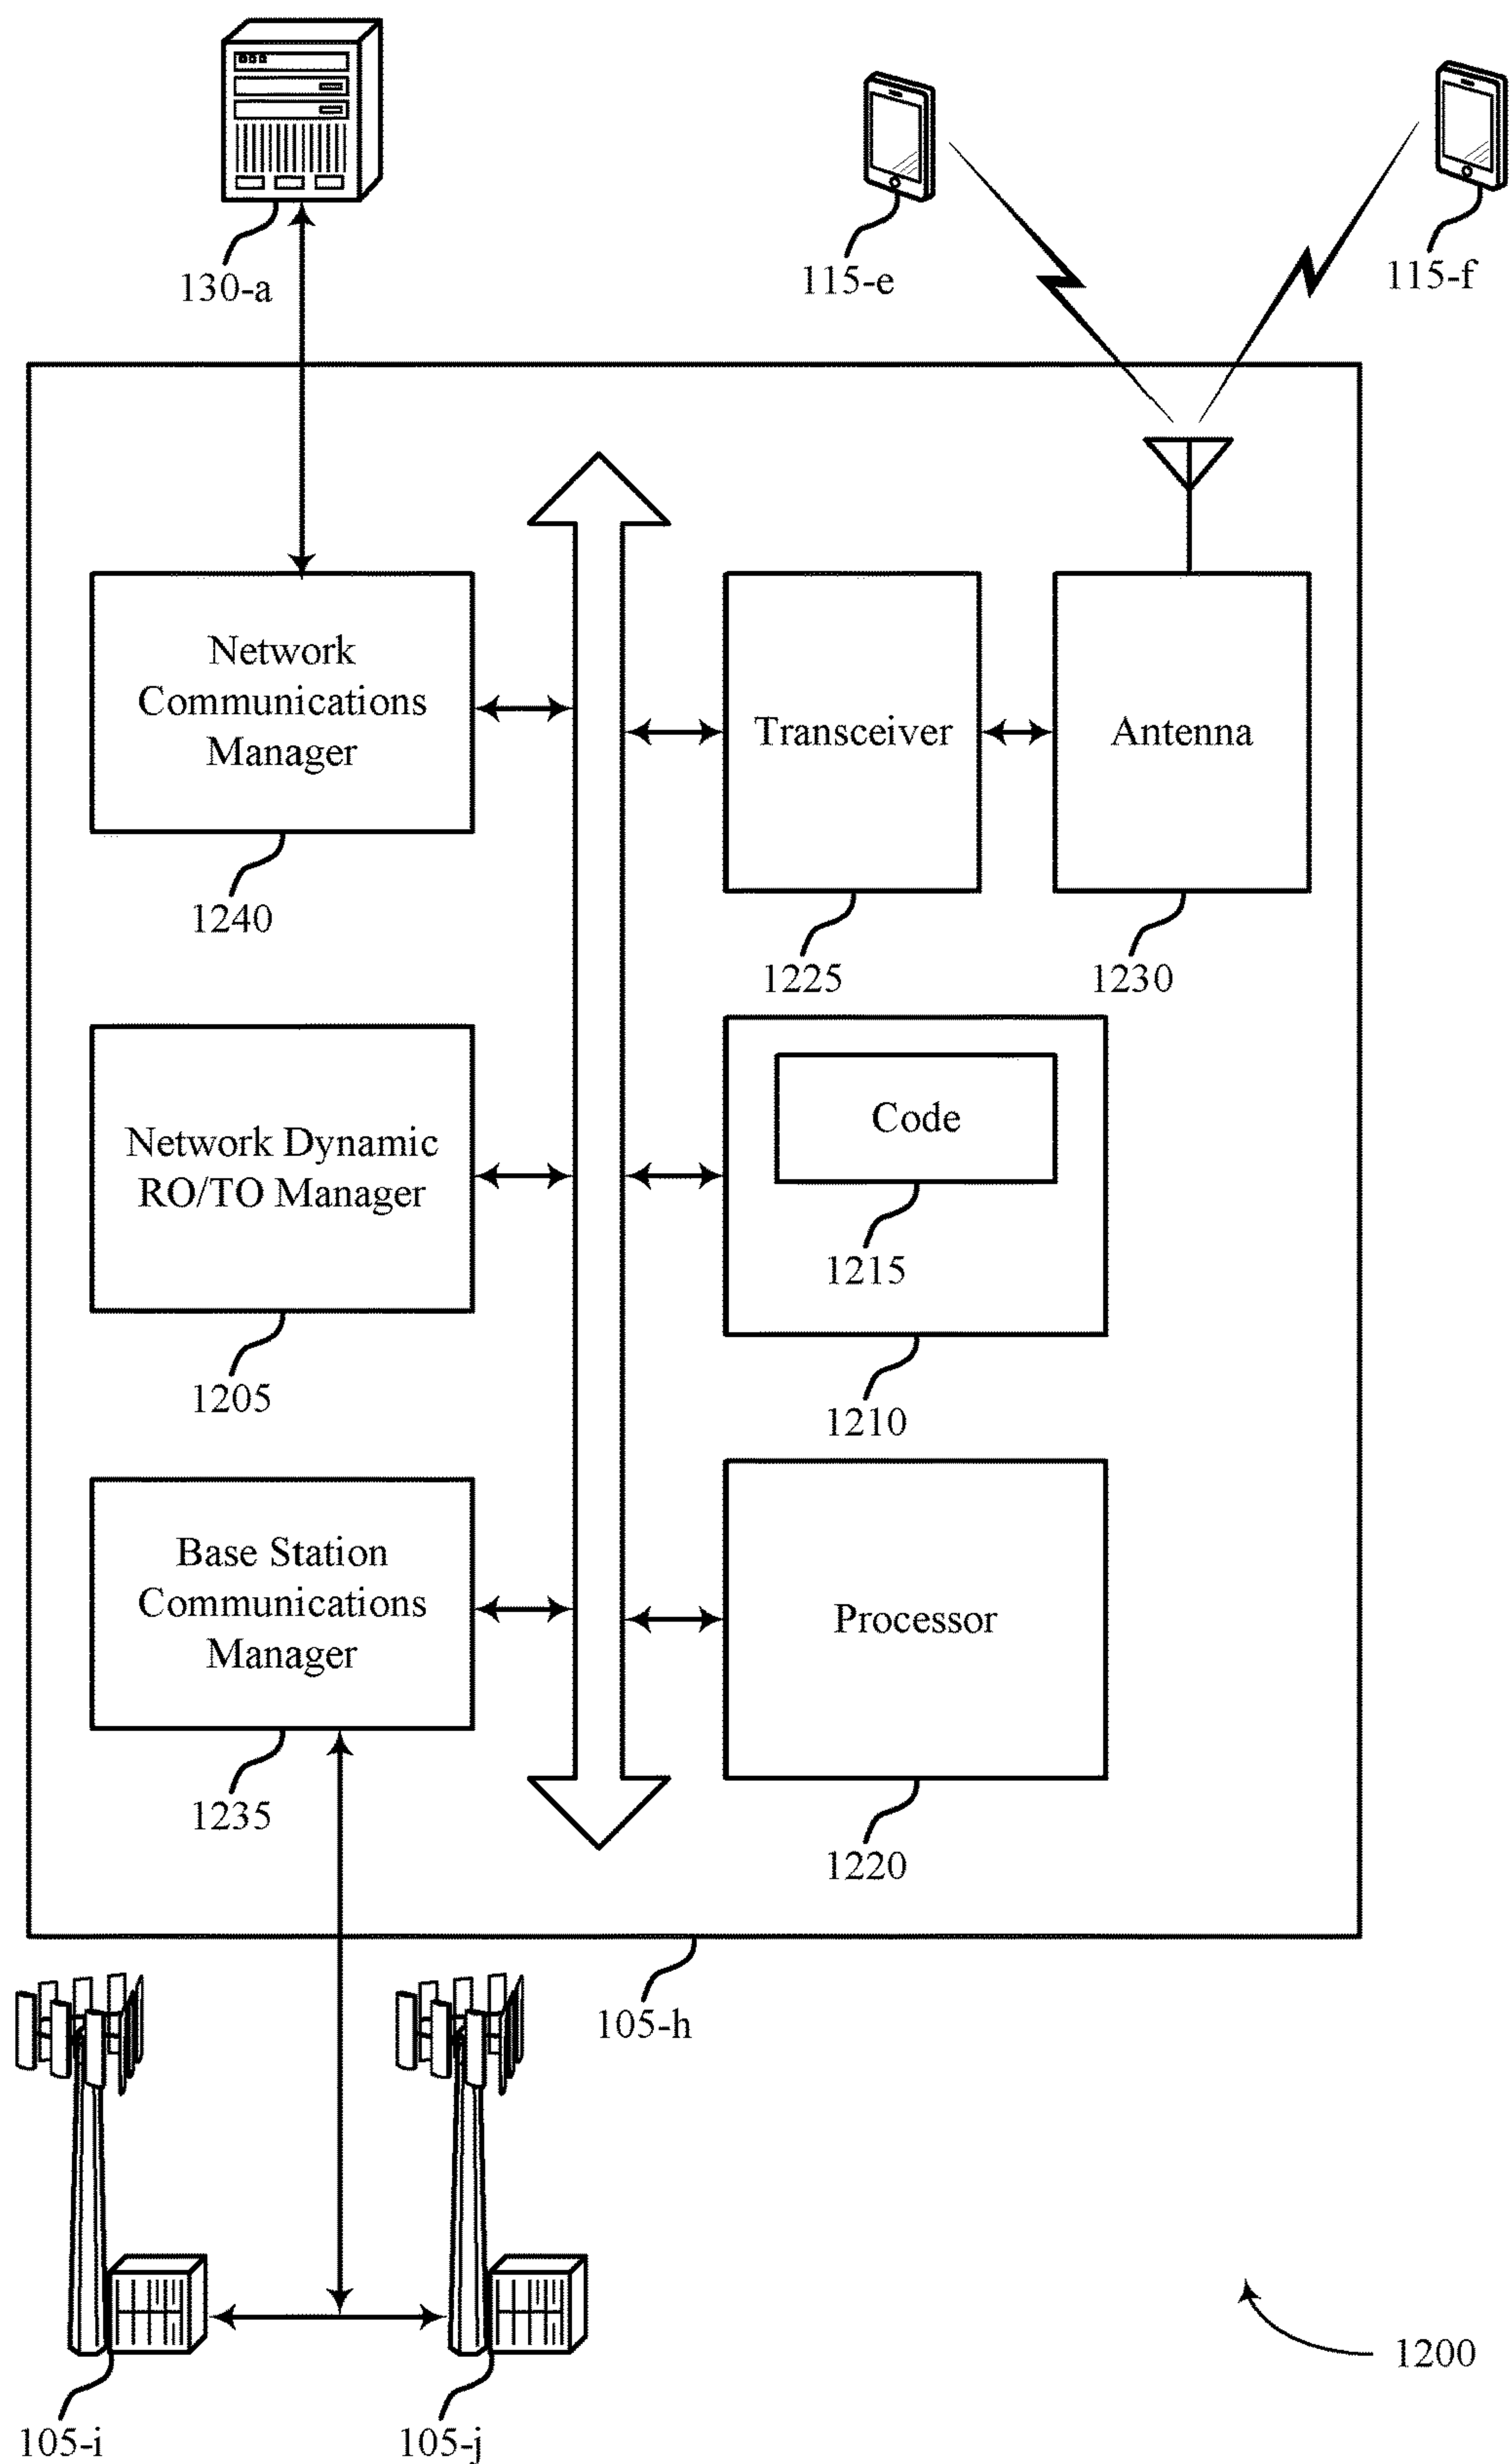 130-a
115-e
115-f
Network
Communications
Manager
1240
Transceiver
1225
Antenna
1230
Network Dynamic
RO/TO Manager
1205
Code
1215
1210
Base Station
Communications
Manager
1235
Processor
1220
105-h
105-i
105-j
1200